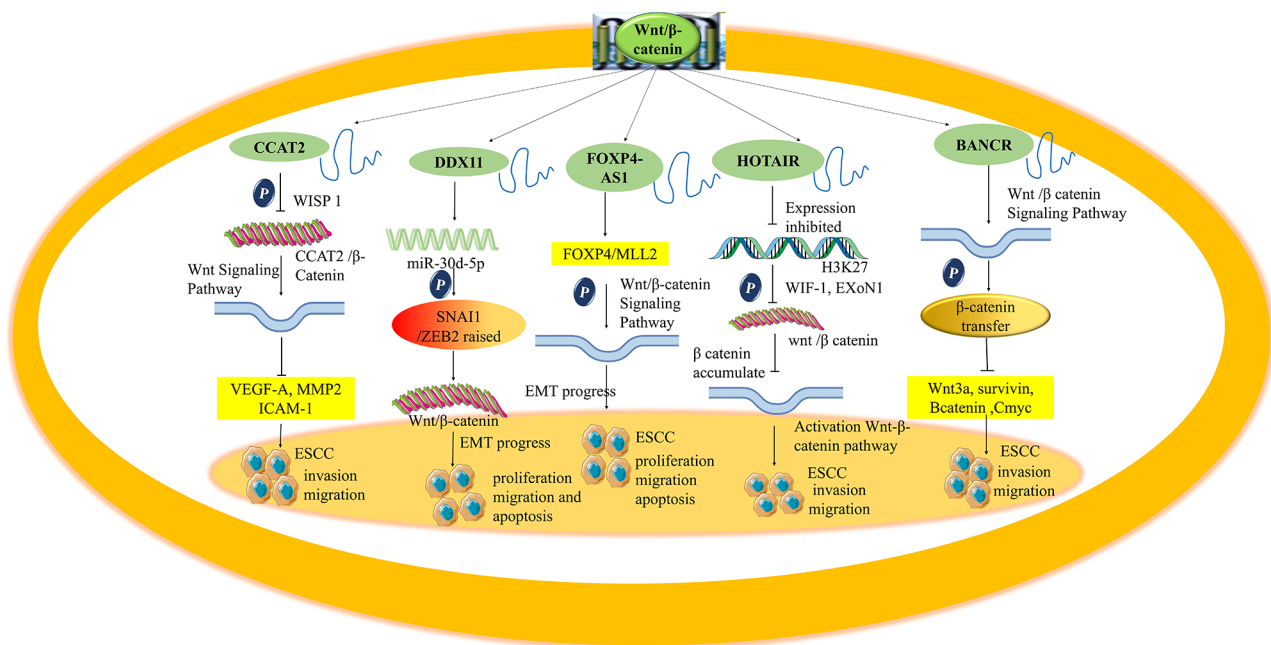 Wnt/β-
catenin
CCAT2
P
WISP 1
CCAT2 /β-
Catenin
Wnt Signaling
Pathway
VEGF-A, MMP2
ICAM-1
ESCC
invasion
migration
DDX11
miR-30d-5p
P
SNAI1
/ZEB2 raised
Wnt/β-catenin
EMT progress
proliferation
migration and
apoptosis
FOXP4-
AS1
FOXP4/MLL2
P
Wnt/β-catenin
Signaling
Pathway
EMT progress
ESCC
proliferation
migration
apoptosis
HOTAIR
Expression
inhibited
H3K27
P
WIF-1, EXoN1
wnt /β catenin
β catenin
accumulate
Activation Wnt-β-
catenin pathway
ESCC
invasion
migration
BANCR
Wnt /β catenin
Signaling Pathway
P
β-catenin
transfer
Wnt3a, survivin,
Bcatenin ,Cmyc
ESCC
invasion
migration